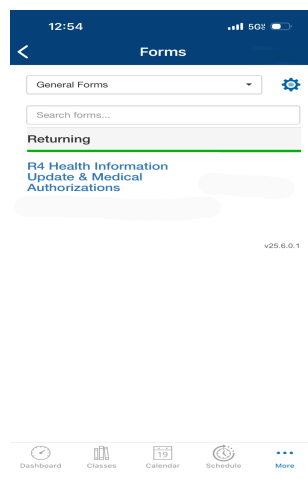 12:54
5G
Forms
General Forms
Search forms...
Returning
R4 Health Information
Update & Medical
Authorizations
v25.6.0.1
19
Dashboard
Classes
Calendar
Schedule
More